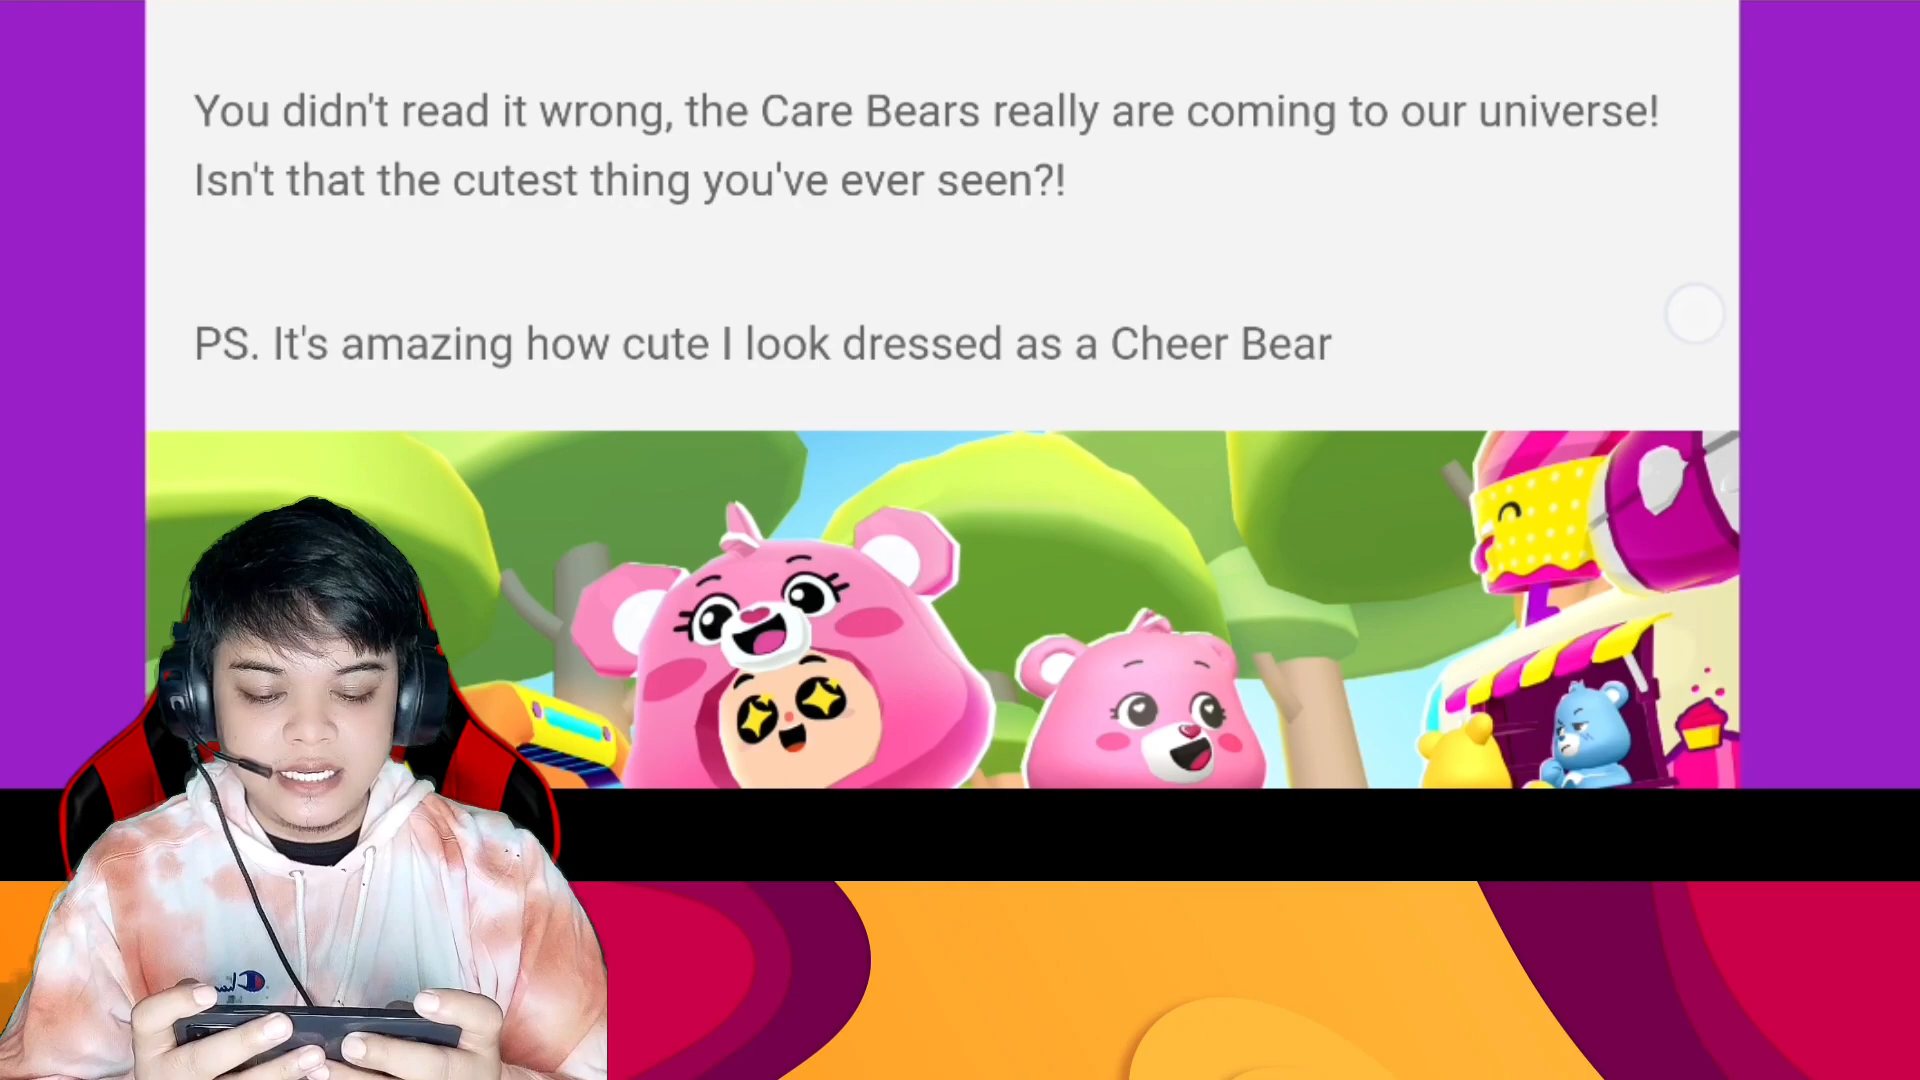 You didn't read it wrong, the Care Bears really are coming to our universe!
Isn't that the cutest thing you've ever seen?!
PS. It's amazing how cute I look dressed as a Cheer Bear